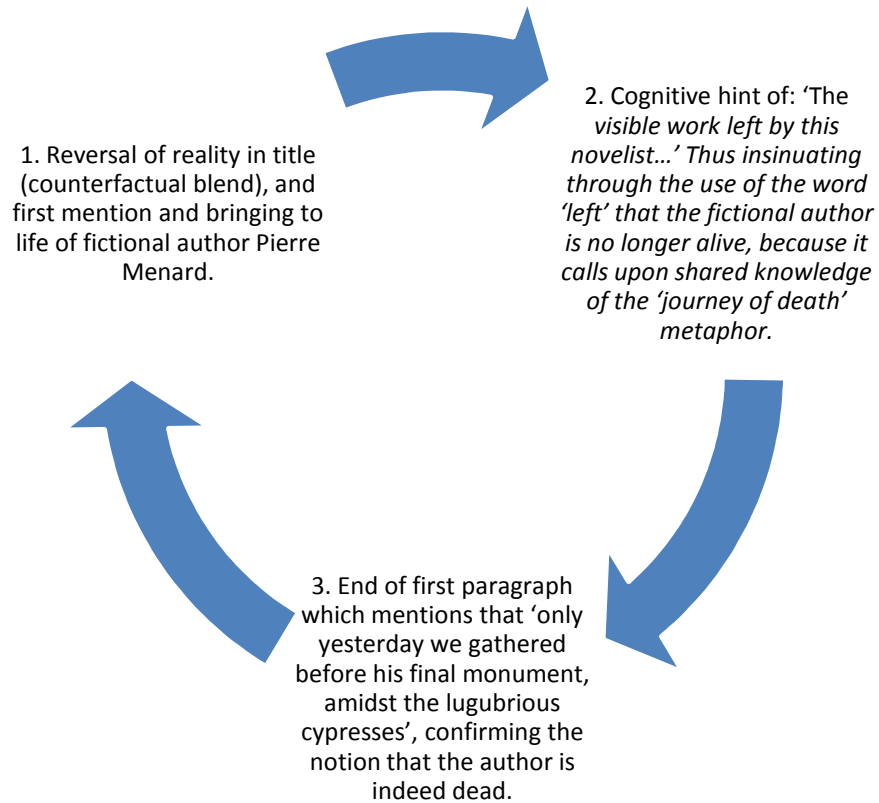 1. Reversal of reality in title
(counterfactual blend), and
first mention and bringing to
life of fictional author Pierre
Menard.
2. Cognitive hint of: ‘The
visible work left by this
novelist...’ Thus insinuating
through the use of the word
‘left’ that the fictional author
is no longer alive, because it
calls upon shared knowledge
of the ‘journey of death’
metaphor.
3. End of first paragraph
which mentions that ‘only
yesterday we gathered
before his final monument,
amidst the lugubrious
cypresses’, confirming the
notion that the author is
indeed dead.